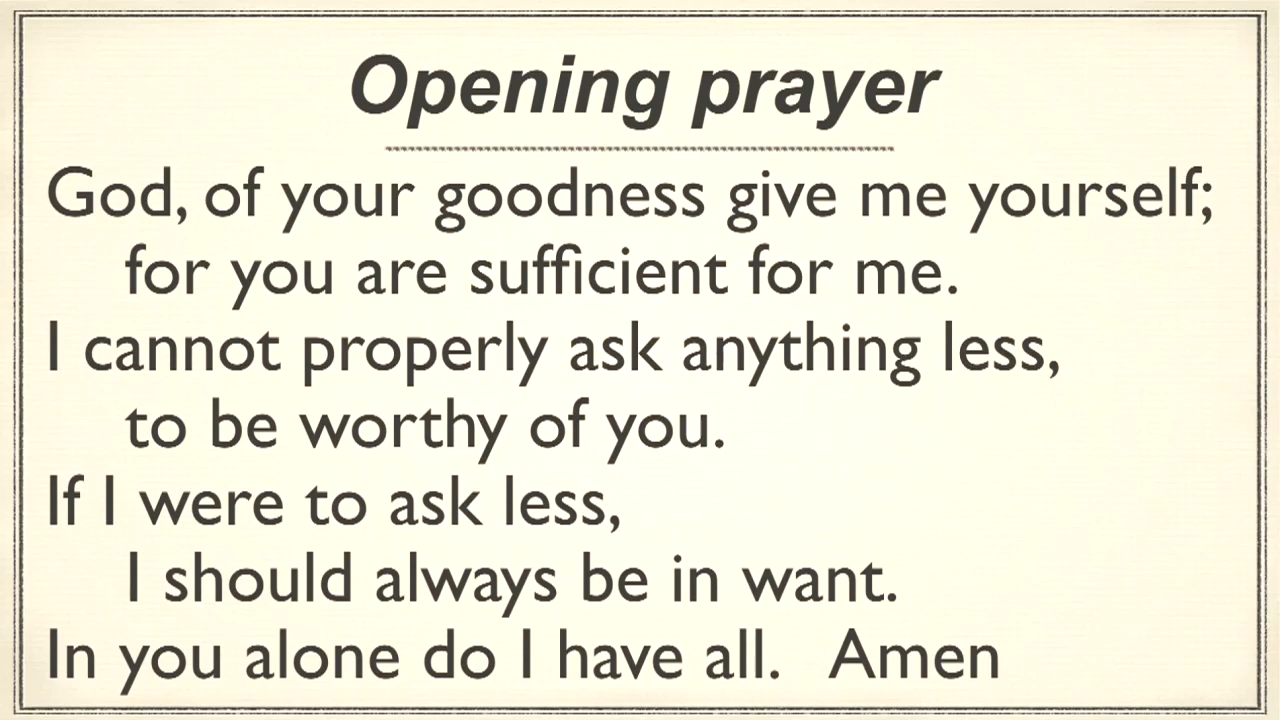 Opening prayer
God, of your goodness give me yourself;
for you are sufficient for me.
I cannot properly ask anything less,
to be worthy of you.
If I were to ask less,
I should always be in want.
In you alone do I have all. Amen